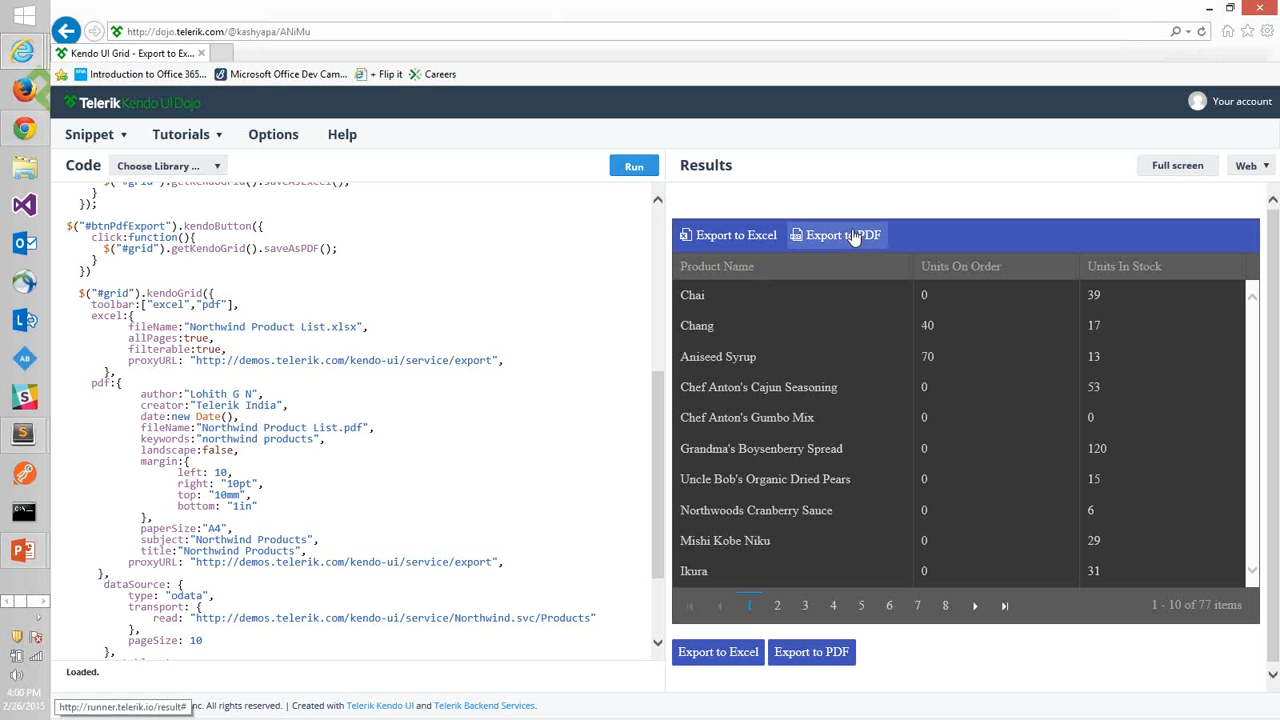 http://dojo.telerik.com/@kashyapa/ANiMu
Kendo UI Grid - Export to Ex...
Introduction to Office 365...
Microsoft Office Dev Cam...
+ Flip it
Careers
Telerik Kendo UI Dojo
Your account
Snippet
Tutorials
Options
Help
Code
Choose Library ...
Run
Results
Full screen
Web
$("#grid").getKendoGrid().saveAsExcel();
}
});
$("#btnPdfExport").kendoButton({
click:function(){
$("#grid").getKendoGrid().saveAsPDF();
}
})
$("#grid").kendoGrid({
toolbar:["excel","pdf"],
excel:{
fileName:"Northwind Product List.xlsx",
allPages:true,
filterable:true,
proxyURL: "http://demos.telerik.com/kendo-ui/service/export",
},
pdf:{
author:"Lohith G N",
creator:"Telerik India",
date:new Date(),
fileName:"Northwind Product List.pdf",
keywords:"northwind products",
landscape:false,
margin:{
left: 10,
right: "10pt",
top: "10mm",
bottom: "1in"
},
paperSize:"A4",
subject:"Northwind Products",
title:"Northwind Products",
proxyURL: "http://demos.telerik.com/kendo-ui/service/export",
},
dataSource: {
type: "odata",
transport: {
read: "http://demos.telerik.com/kendo-ui/service/Northwind.svc/Products"
},
pageSize: 10
},
Loaded.
Export to Excel
Export to PDF
Product Name Units On Order Units In Stock
Chai 0 39
Chang 40 17
Aniseed Syrup 70 13
Chef Anton's Cajun Seasoning 0 53
Chef Anton's Gumbo Mix 0 0
Grandma's Boysenberry Spread 0 120
Uncle Bob's Organic Dried Pears 0 15
Northwoods Cranberry Sauce 0 6
Mishi Kobe Niku 0 29
Ikura 0 31
1 2 3 4 5 6 7 8
1 - 10 of 77 items
Export to Excel
Export to PDF
4:00 PM
2/26/2015
http://runner.telerik.io/result#
nc. All rights reserved. | Created with Telerik Kendo UI and Telerik Backend Services.